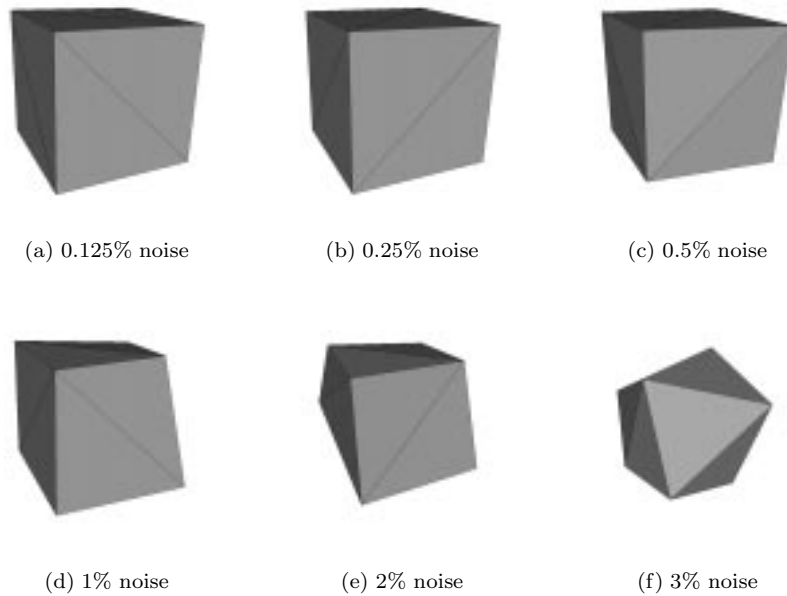 (a) 0.125% noise
(b) 0.25% noise
(c) 0.5% noise
(d) 1% noise
(e) 2% noise
(f) 3% noise